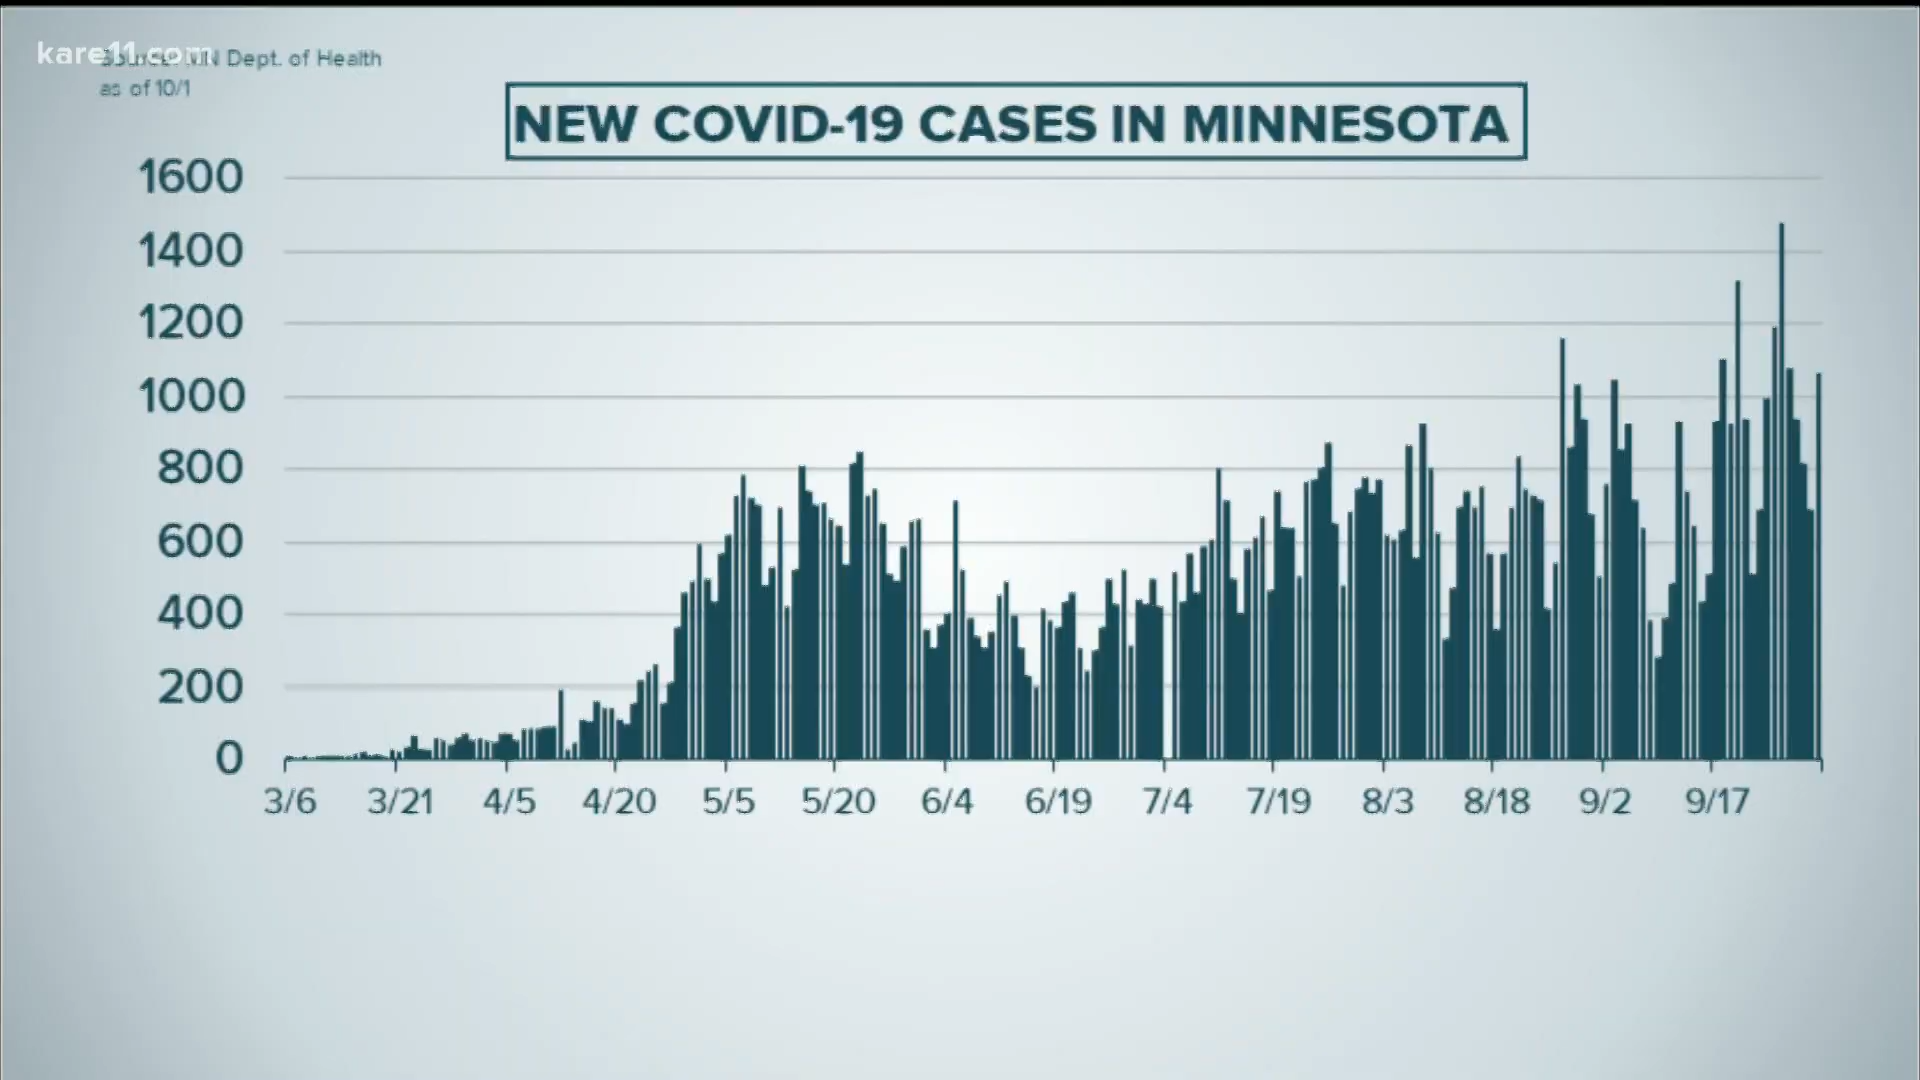 kare11.com
Source: MN Dept. of Health
as of 10/1
NEW COVID-19 CASES IN MINNESOTA
1600
1400
1200
1000
800
600
400
200
0
3/6 3/21 4/5 4/20 5/5 5/20 6/4 6/19 7/4 7/19 8/3 8/18 9/2 9/17